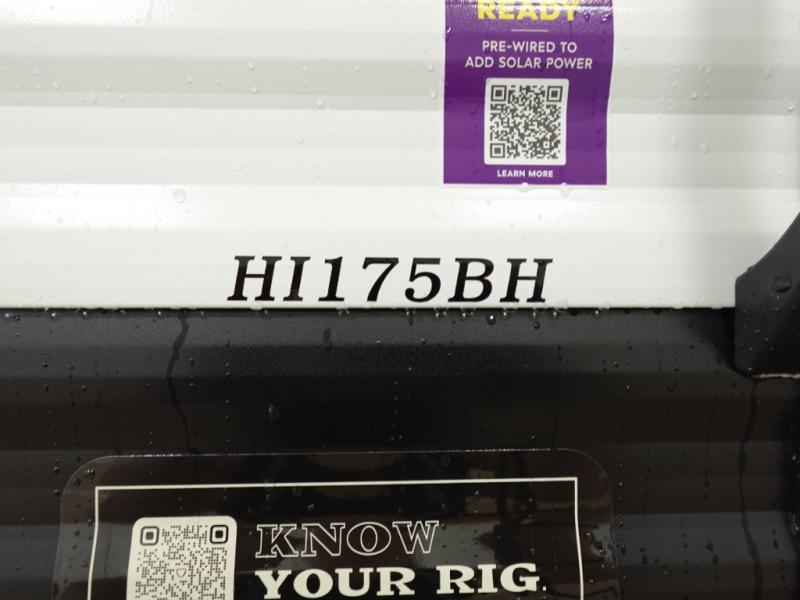 READY
PRE-WIRED TO
ADD SOLAR POWER
LEARN MORE
HI175BH
KNOW
YOUR RIG.